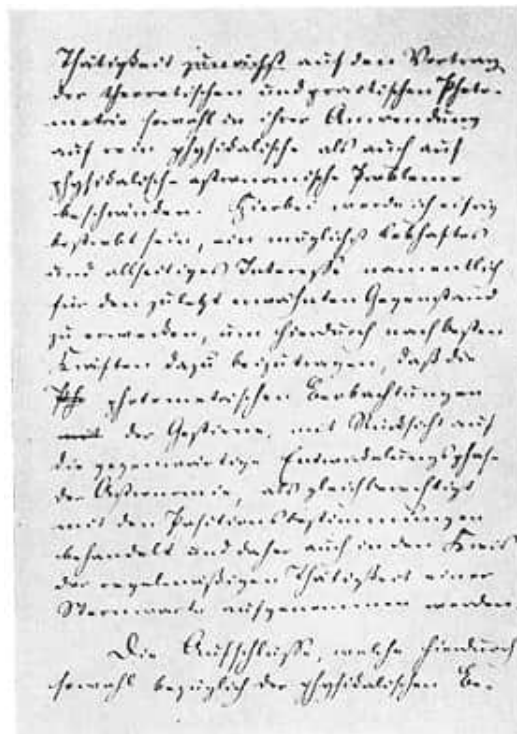 Thätigkeit zunächst auf den Vortrag
der theoretischen und practischen Photo-
metrie sowohl in ihrer Anwendung
auf rein physikalische als auch auf
physikalisch-astronomische Probleme
beschränken. Hierbei werde ich eifrig
bestrebt sein, ein möglichst lebhaftes
und allseitiges Interesse namentlich
für den zuletzt erwähnten Gegenstand
zu erwecken, um hierdurch nach besten
Kräften dazu beizutragen, daß die
photometrischen Beobachtungen
der Gestirne, mit Rücksicht auf
die gegenwärtige Entwickelungsphase
der Astronomie, als gleichberechtigt
mit den Positionsbestimmungen
behandelt und daher auch in den Kreis
der regelmäßigen Thätigkeit einer
Sternwarte aufgenommen werden
Die Aufschlüsse, welche hierdurch
sowohl bezüglich der physikalischen Be-